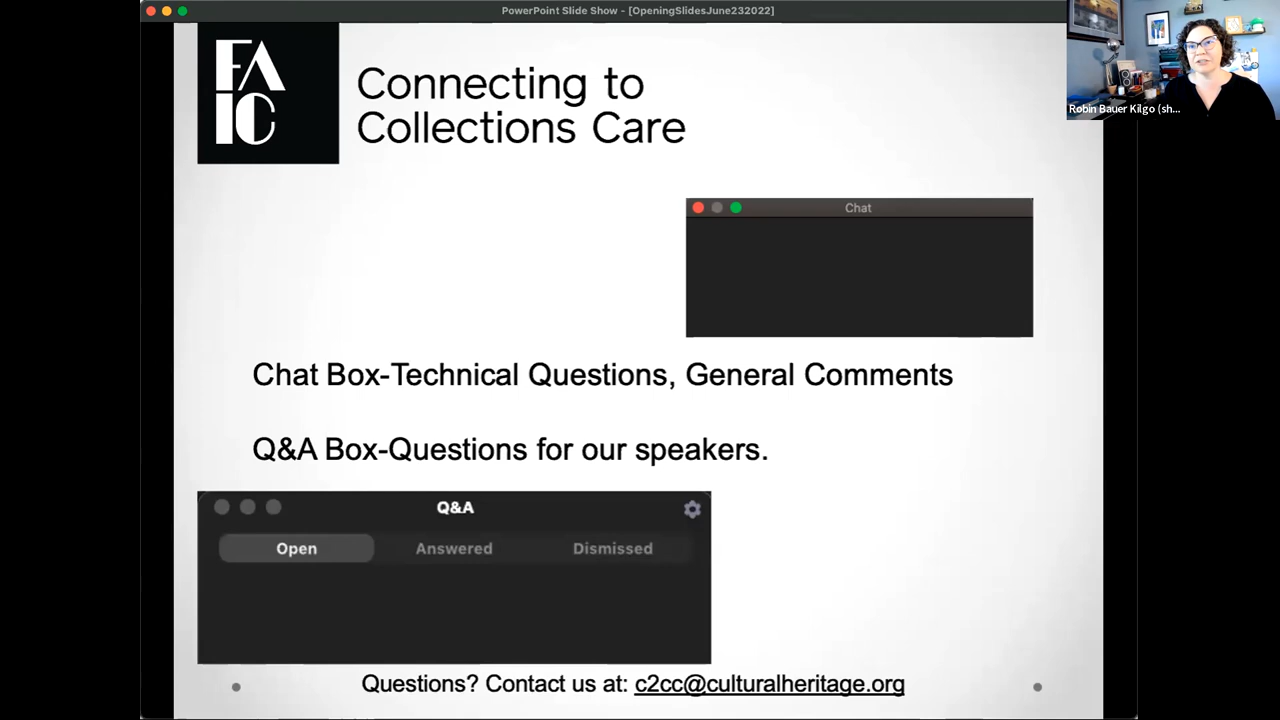 PowerPoint Slide Show - [OpeningSlidesJune232022]
FA
IC
Connecting to
Collections Care
Robin Bauer Kilgo (sh...
Chat
Chat Box-Technical Questions, General Comments
Q&A Box-Questions for our speakers.
Q&A
Open Answered Dismissed
Questions? Contact us at: c2cc@culturalheritage.org